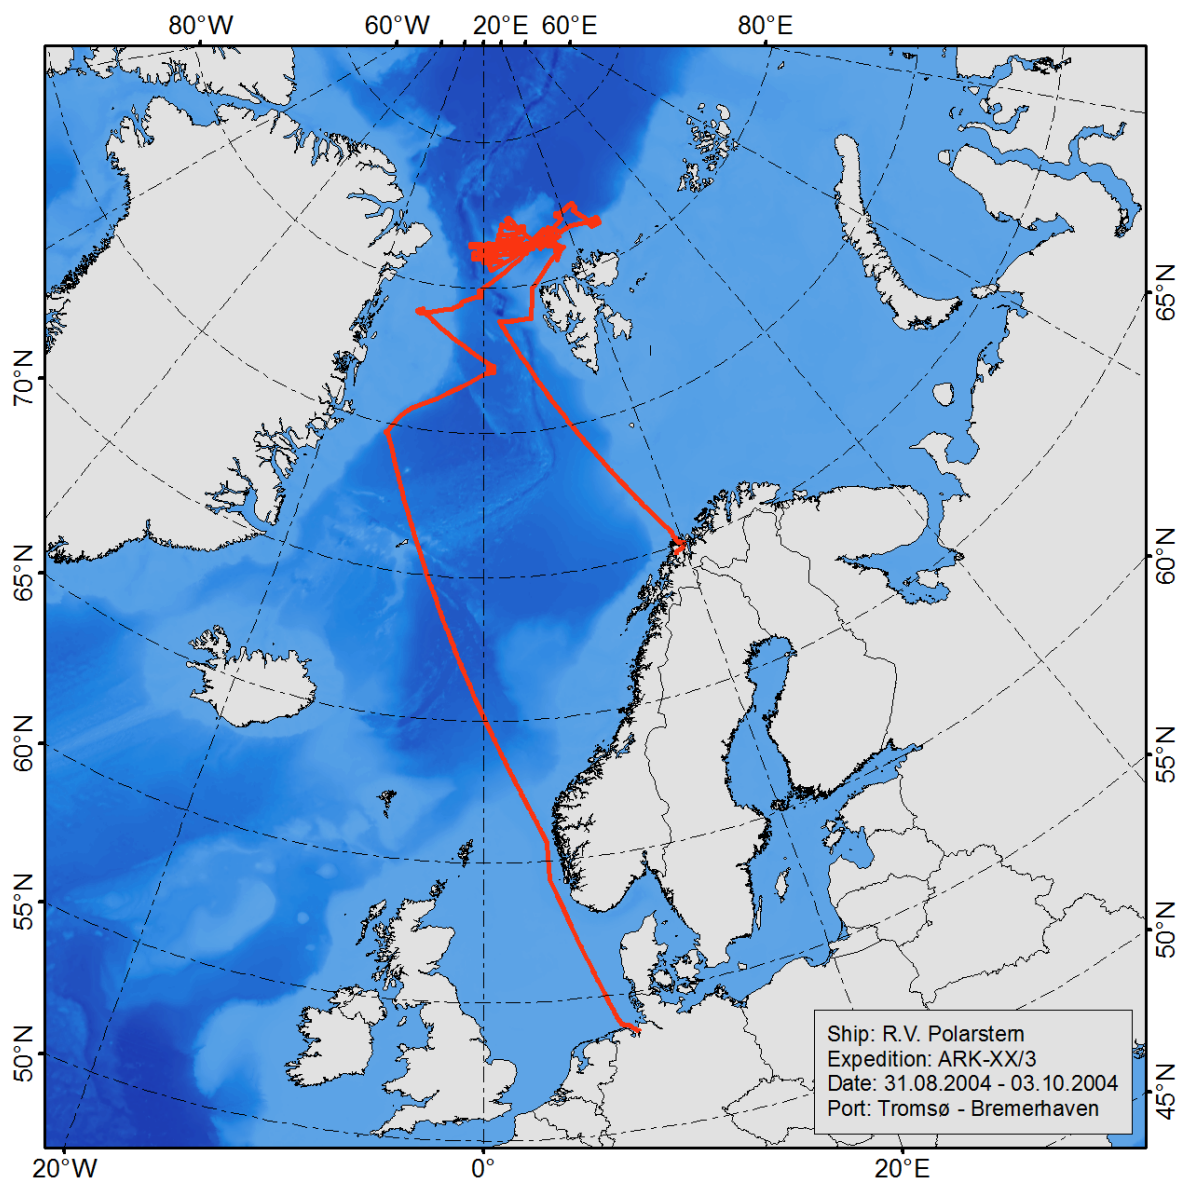 80°W 60°W 20°E 60°E 80°E
70°N
65°N
60°N
55°N
50°N
65°N
60°N
55°N
50°N
45°N
Ship: R.V. Polarstern
Expedition: ARK-XX/3
Date: 31.08.2004 - 03.10.2004
Port: Tromsø - Bremerhaven
20°W 0° 20°E